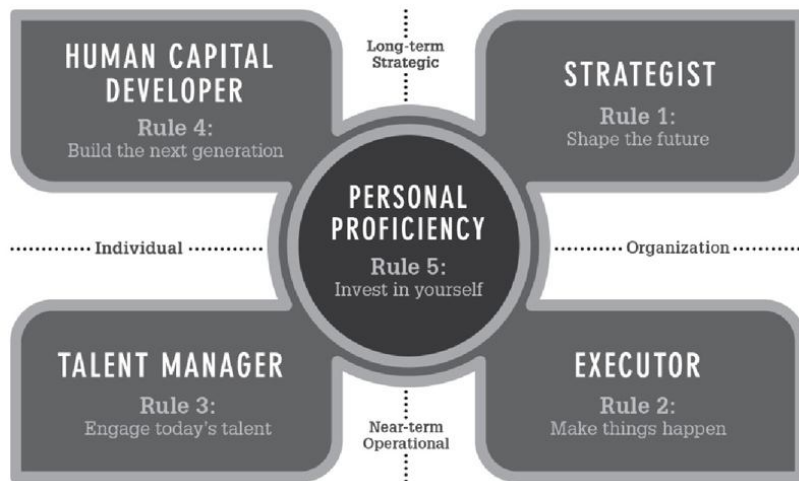 HUMAN CAPITAL
DEVELOPER
Rule 4:
Build the next generation
Long-term
Strategic
STRATEGIST
Rule 1:
Shape the future
Individual
PERSONAL
PROFICIENCY
Rule 5:
Invest in yourself
Organization
TALENT MANAGER
Rule 3:
Engage today's talent
Near-term
Operational
EXECUTOR
Rule 2:
Make things happen